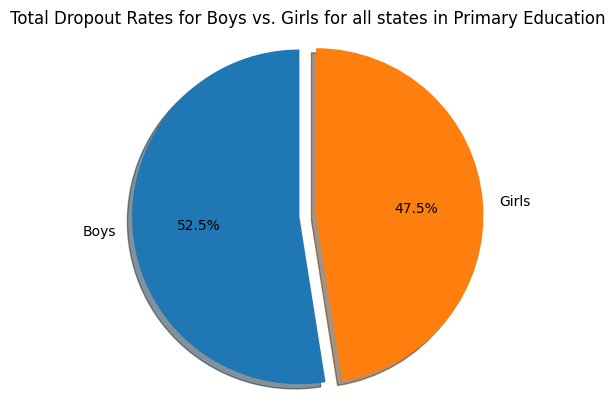 Total Dropout Rates for Boys vs. Girls for all states in Primary Education
Boys
52.5%
47.5%
Girls